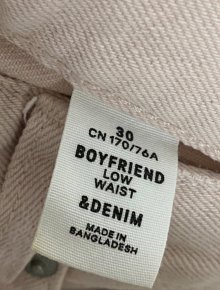 30
CN 170/76A
BOYFRIEND
LOW
WAIST
&DENIM
MADE IN
BANGLADESH